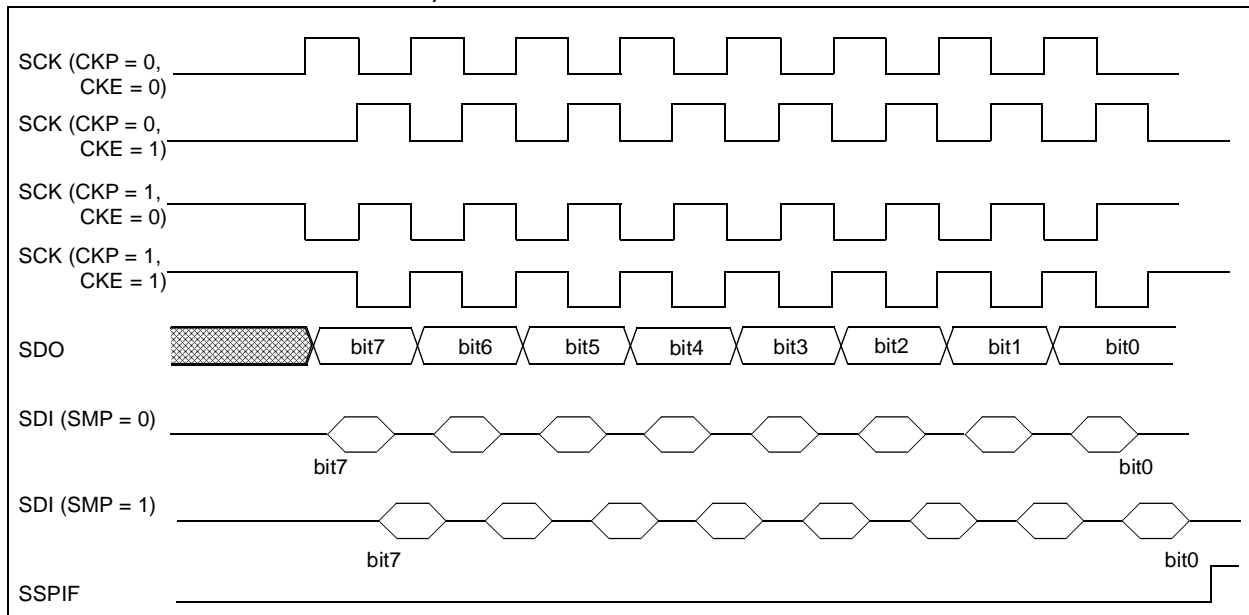 SCK (CKP = 0,
CKE = 0)
SCK (CKP = 0,
CKE = 1)
SCK (CKP = 1,
CKE = 0)
SCK (CKP = 1,
CKE = 1)
SDO bit7 bit6 bit5 bit4 bit3 bit2 bit1 bit0
SDI (SMP = 0)
bit7 bit0
SDI (SMP = 1)
bit7 bit0
SSPIF